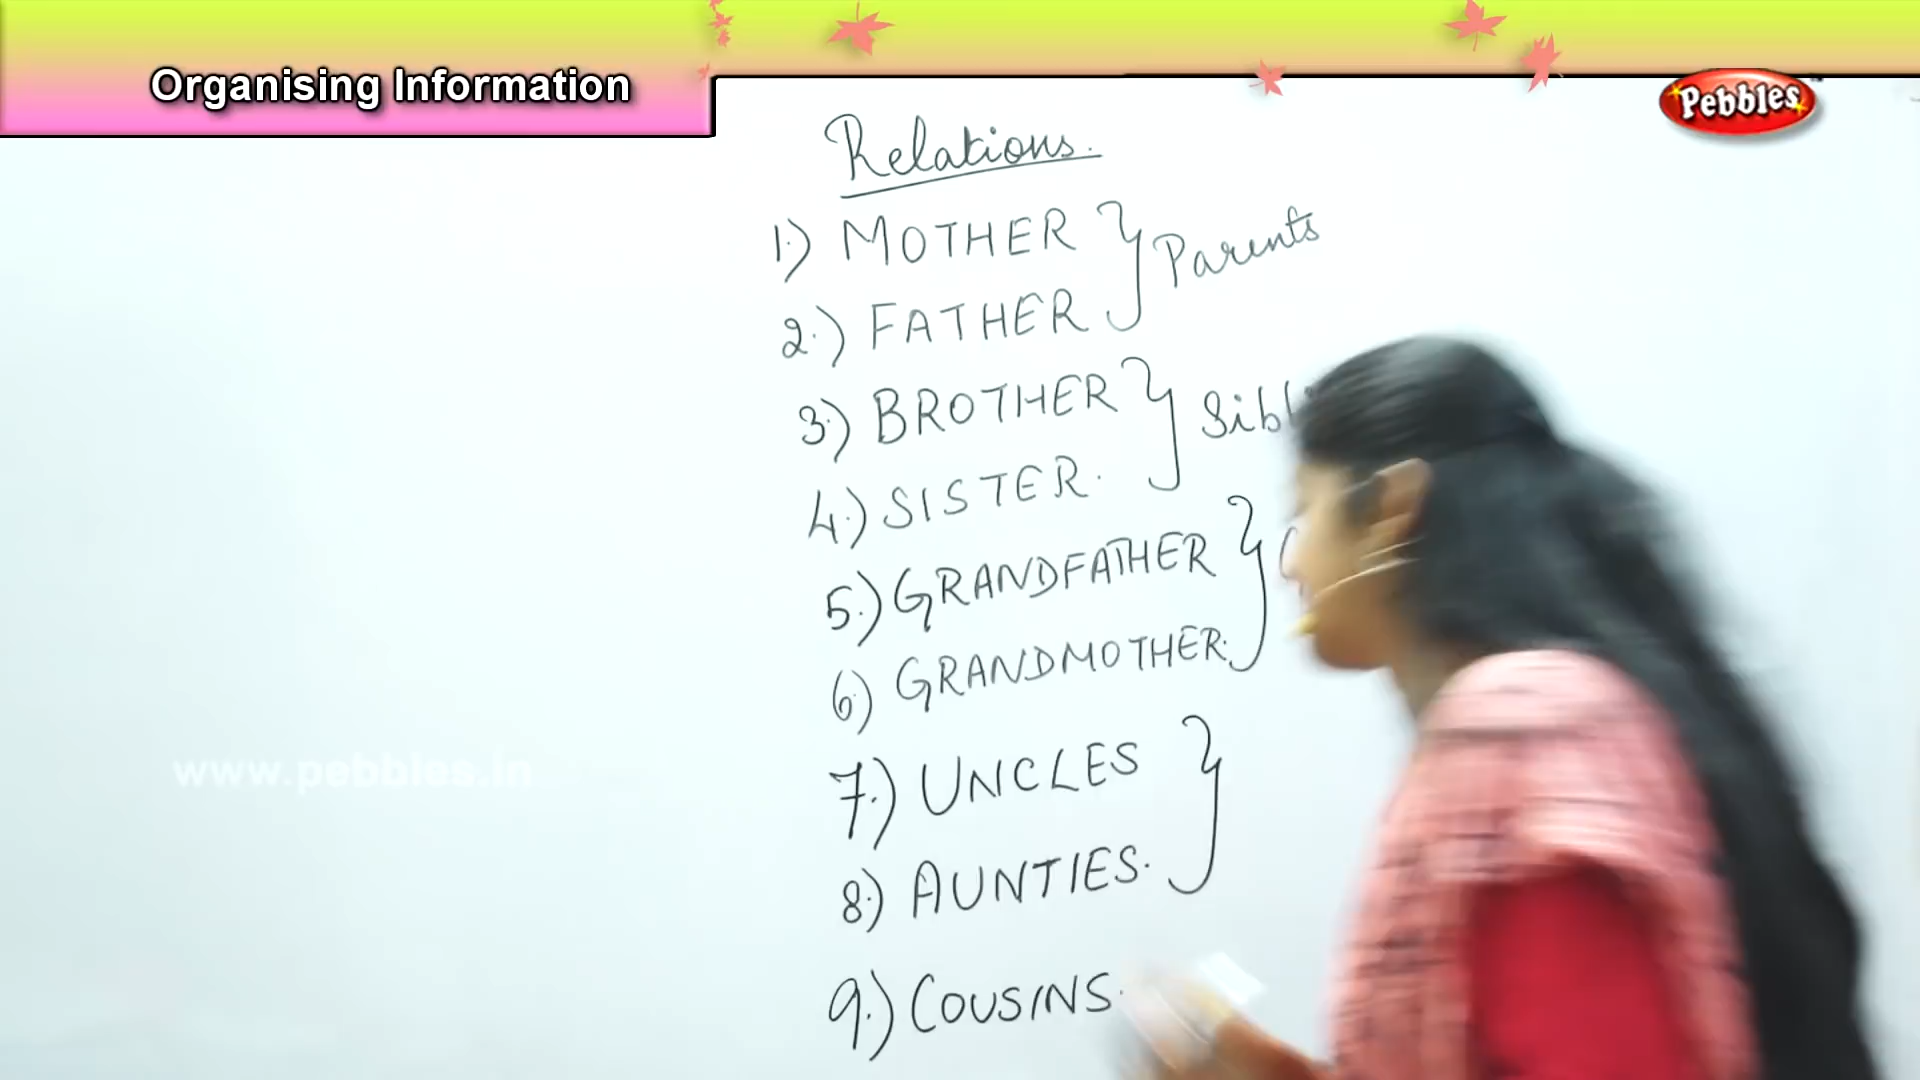 Organising Information
Pebbles
Relations.
1.) MOTHER
Parents
2.) FATHER
3.) BROTHER
4.) SISTER.
5.) GRANDFATHER
6.) GRANDMOTHER.
7.) UNCLES
8.) AUNTIES.
9.) COUSINS.
www.pebbles.in